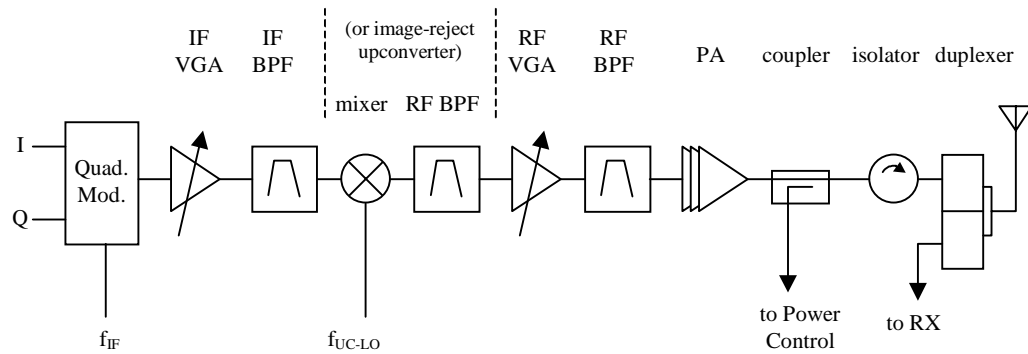 IF
VGA
IF
BPF
(or image-reject
upconverter)
mixer
RF BPF
RF
VGA
RF
BPF
PA
coupler
isolator
duplexer
I
Q
Quad.
Mod.
f_IF
f_UC-LO
to Power
Control
to RX